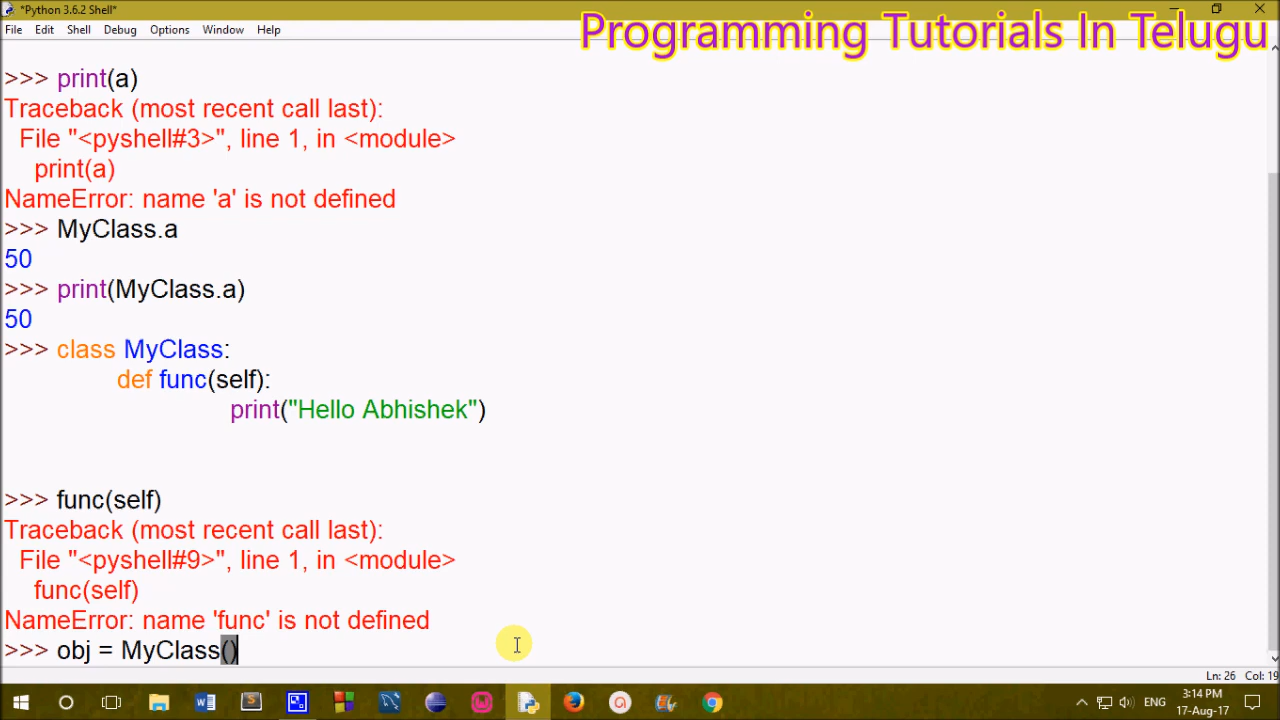 *Python 3.6.2 Shell*
File Edit Shell Debug Options Window Help
Programming Tutorials In Telugu
>>> print(a)
Traceback (most recent call last):
  File "<pyshell#3>", line 1, in <module>
    print(a)
NameError: name 'a' is not defined
>>> MyClass.a
50
>>> print(MyClass.a)
50
>>> class MyClass:
        def func(self):
                print("Hello Abhishek")
>>> func(self)
Traceback (most recent call last):
  File "<pyshell#9>", line 1, in <module>
    func(self)
NameError: name 'func' is not defined
>>> obj = MyClass()
Ln: 26 Col: 19
ENG
3:14 PM
17-Aug-17